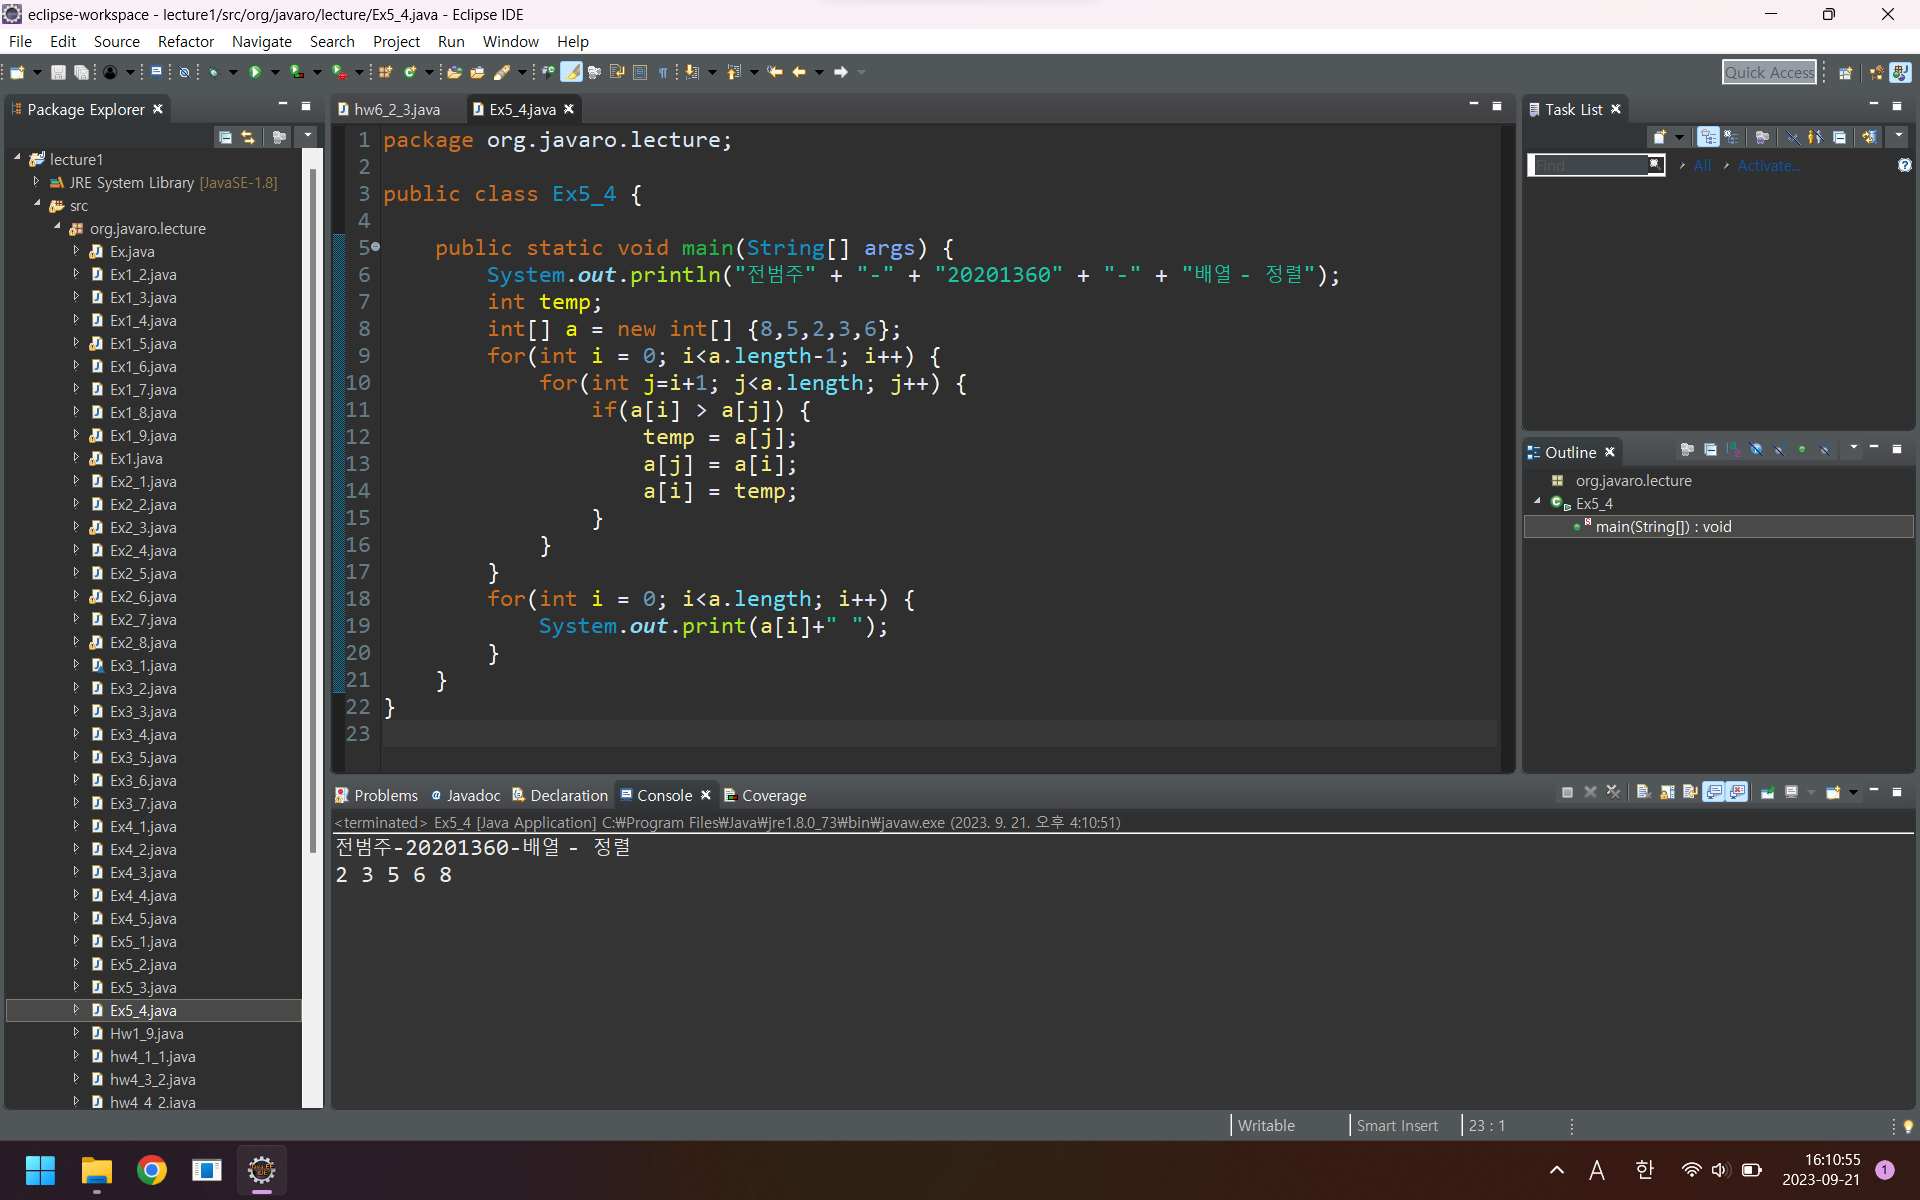 eclipse-workspace - lecture1/src/org/javaro/lecture/Ex5_4.java - Eclipse IDE
File Edit Source Refactor Navigate Search Project Run Window Help
Quick Access
Package Explorer
lecture1
JRE System Library [JavaSE-1.8]
src
org.javaro.lecture
Ex.java
Ex1_2.java
Ex1_3.java
Ex1_4.java
Ex1_5.java
Ex1_6.java
Ex1_7.java
Ex1_8.java
Ex1_9.java
Ex1.java
Ex2_1.java
Ex2_2.java
Ex2_3.java
Ex2_4.java
Ex2_5.java
Ex2_6.java
Ex2_7.java
Ex2_8.java
Ex3_1.java
Ex3_2.java
Ex3_3.java
Ex3_4.java
Ex3_5.java
Ex3_6.java
Ex3_7.java
Ex4_1.java
Ex4_2.java
Ex4_3.java
Ex4_4.java
Ex4_5.java
Ex5_1.java
Ex5_2.java
Ex5_3.java
Ex5_4.java
Hw1_9.java
hw4_1_1.java
hw4_3_2.java
hw4_4_2.java
hw6_2_3.java Ex5_4.java
1 package org.javaro.lecture;
2
3 public class Ex5_4 {
4
5 public static void main(String[] args) {
6 System.out.println("전범주" + "-" + "20201360" + "-" + "배열 - 정렬");
7 int temp;
8 int[] a = new int[] {8,5,2,3,6};
9 for(int i = 0; i<a.length-1; i++) {
10 for(int j=i+1; j<a.length; j++) {
11 if(a[i] > a[j]) {
12 temp = a[j];
13 a[j] = a[i];
14 a[i] = temp;
15 }
16 }
17 }
18 for(int i = 0; i<a.length; i++) {
19 System.out.print(a[i]+" ");
20 }
21 }
22 }
23
Task List
Find All Activate...
Outline
org.javaro.lecture
Ex5_4
main(String[]) : void
Problems Javadoc Declaration Console Coverage
<terminated> Ex5_4 [Java Application] C:₩Program Files₩Java₩jre1.8.0_73₩bin₩javaw.exe (2023. 9. 21. 오후 4:10:51)
전범주-20201360-배열 - 정렬
2 3 5 6 8
Writable Smart Insert 23 : 1
A 한 16:10:55
2023-09-21 1